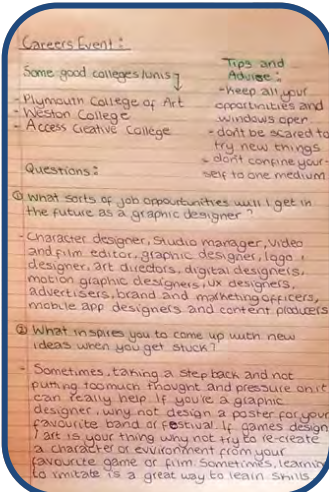 Careers Event:
Some good colleges/unis
- Plymouth College of Art
- Weston College
- Access Creative College
Tips and
Advise:
- Keep all your
opportunities and
windows open
- don't be scared to
try new things
- don't confine your-
self to one medium
Questions:
① What sorts of job oppourtunities will I get in
the future as a graphic designer?
- Character designer, Studio manager, Video
and film editor, graphic designer, logo
designer, art directors, digital designers,
motion graphic designers, UX designers,
advertisers, brand and marketing officers,
mobile app designers and content producers
② What inspires you to come up with new
ideas when you get stuck?
- Sometimes, taking a step back and not
putting too much thought and pressure on it
can really help. If you're a graphic
designer, why not design a poster for your
favourite band or festival. If games design
/ art is your thing why not try to re-create
a character or environment from your
favourite game or film. Sometimes, learning
to imitate is a great way to learn skills